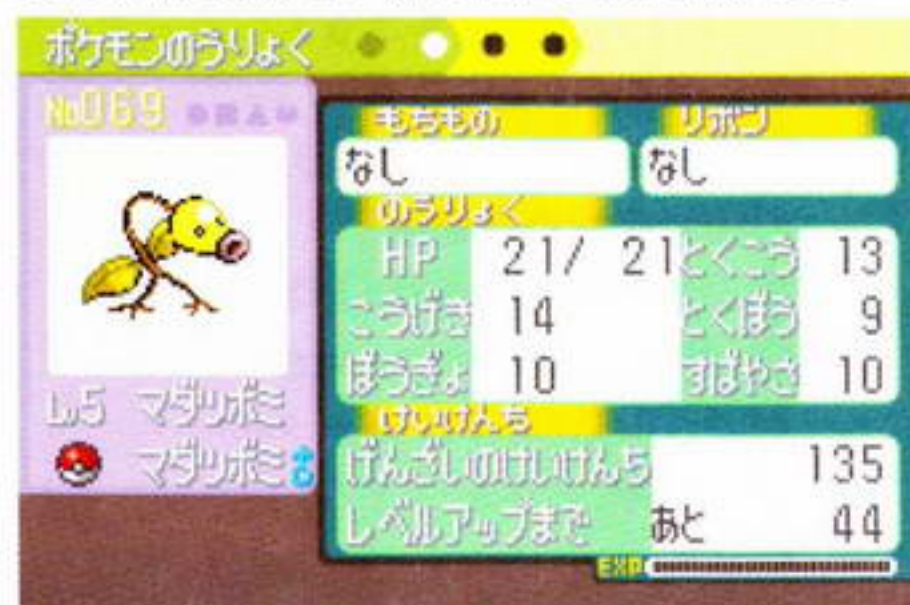 ポケモンのうりょく
No069
もちもの リボン
なし なし
のうりょく
HP 21/ 21 とくこう 13
こうげき 14 とくぼう 9
ぼうぎょ 10 すばやさ 10
Lv5 マダツボミ
マダツボミ♂
けいけんち
げんざいのけいけんち 135
レベルアップまで あと 44
EXP